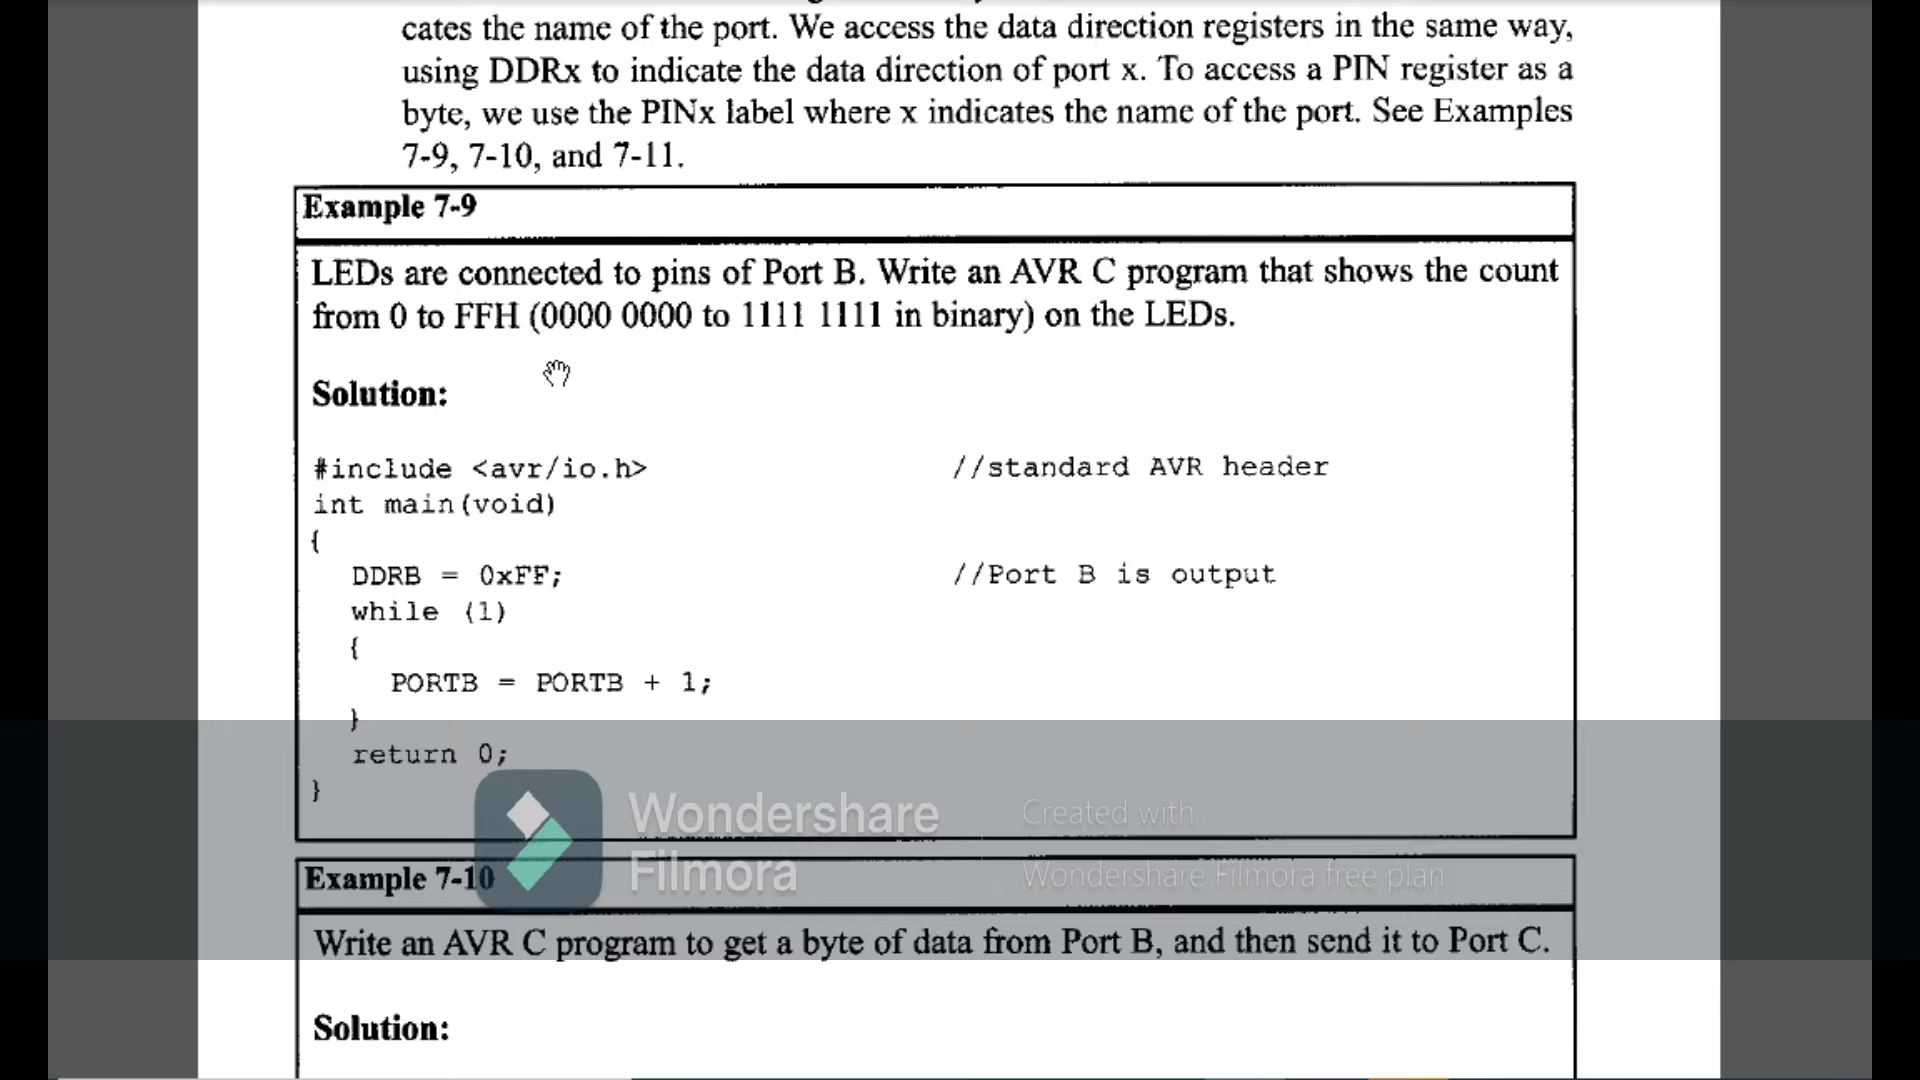 cates the name of the port. We access the data direction registers in the same way,
using DDRx to indicate the data direction of port x. To access a PIN register as a
byte, we use the PINx label where x indicates the name of the port. See Examples
7-9, 7-10, and 7-11.
Example 7-9
LEDs are connected to pins of Port B. Write an AVR C program that shows the count
from 0 to FFH (0000 0000 to 1111 1111 in binary) on the LEDs.
Solution:
#include <avr/io.h> //standard AVR header
int main(void)
{
DDRB = 0xFF; //Port B is output
while (1)
{
PORTB = PORTB + 1;
}
return 0;
}
Wondershare
Filmora
Created with
Wondershare Filmora free plan
Example 7-10
Write an AVR C program to get a byte of data from Port B, and then send it to Port C.
Solution: